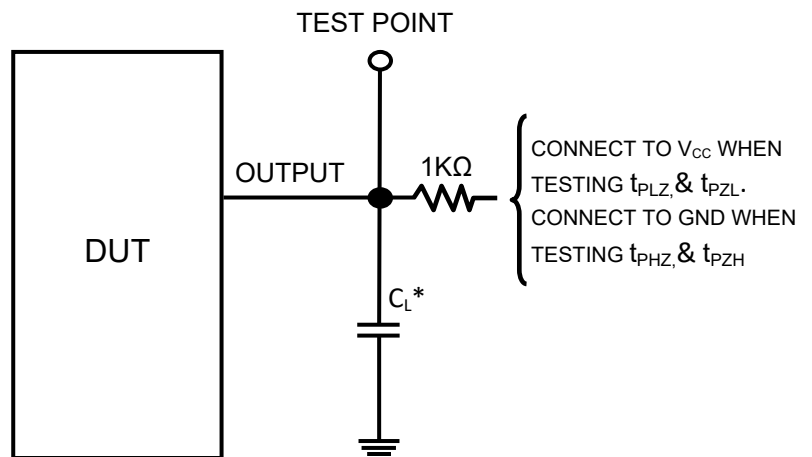 TEST POINT
OUTPUT
1KΩ
CONNECT TO VCC WHEN
TESTING tPLZ,& tPZL.
CONNECT TO GND WHEN
TESTING tPHZ,& tPZH
DUT
CL*